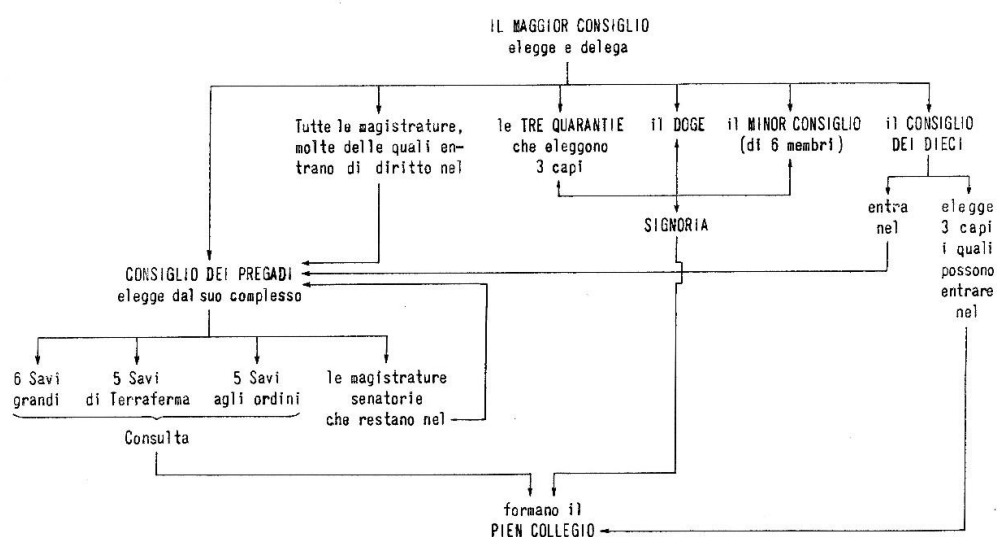 IL MAGGIOR CONSIGLIO
elegge e delega
Tutte le magistrature,
molte delle quali en-
trano di diritto nel
le TRE QUARANTIE
che eleggono
3 capi
il DOGE
il MINOR CONSIGLIO
(di 6 membri)
il CONSIGLIO
DEI DIECI
entra
nel
elegge
3 capi
i quali
possono
entrare
nel
SIGNORIA
CONSIGLIO DEI PREGADI
elegge dal suo complesso
6 Savi
grandi
5 Savi
di Terraferma
5 Savi
agli ordini
le magistrature
senatorie
che restano nel
Consulta
formano il
PIEN COLLEGIO